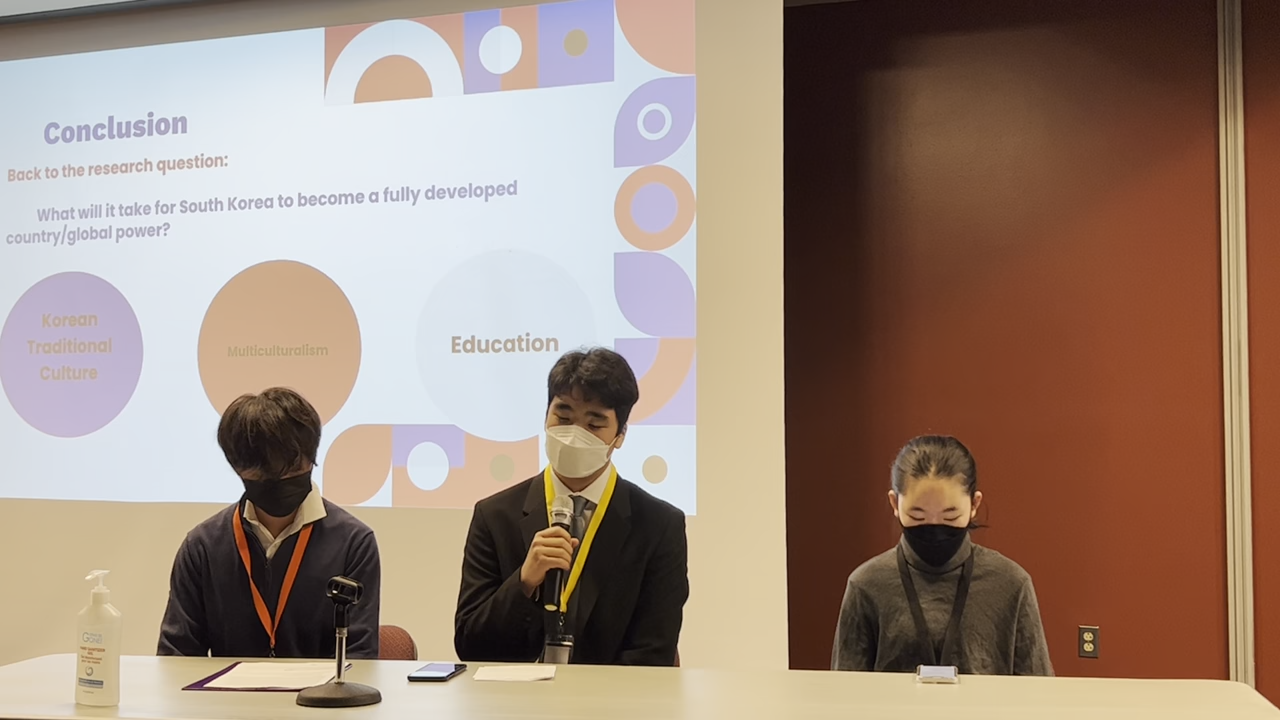 Conclusion
Back to the research question:
What will it take for South Korea to become a fully developed
country/global power?
Korean
Traditional
Culture
Multiculturalism
Education